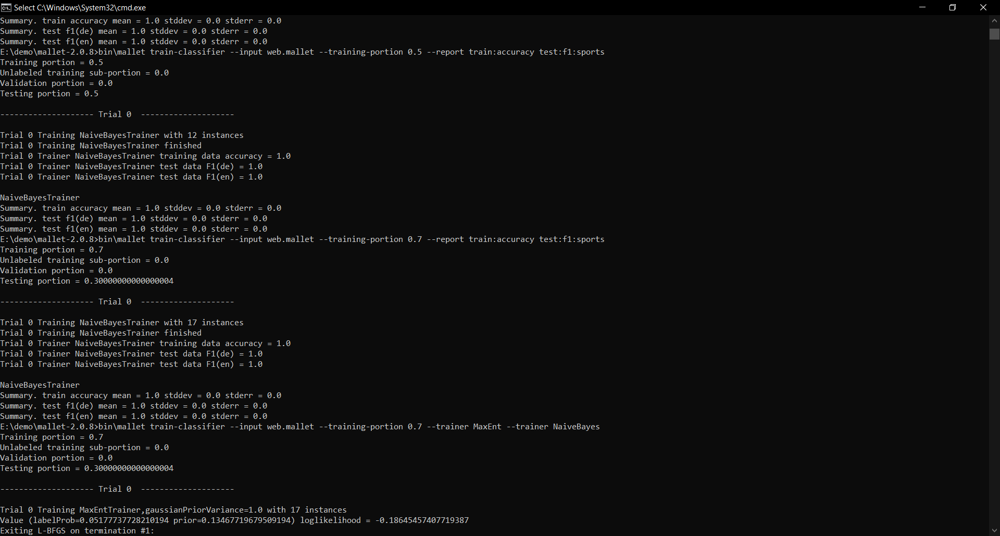 Select C:\Windows\System32\cmd.exe
Summary. train accuracy mean = 1.0 stddev = 0.0 stderr = 0.0
Summary. test f1(de) mean = 1.0 stddev = 0.0 stderr = 0.0
Summary. test f1(en) mean = 1.0 stddev = 0.0 stderr = 0.0
E:\demo\mallet-2.0.8>bin\mallet train-classifier --input web.mallet --training-portion 0.5 --report train:accuracy test:f1:sports
Training portion = 0.5
Unlabeled training sub-portion = 0.0
Validation portion = 0.0
Testing portion = 0.5
-------------------- Trial 0  --------------------
Trial 0 Training NaiveBayesTrainer with 12 instances
Trial 0 Training NaiveBayesTrainer finished
Trial 0 Trainer NaiveBayesTrainer training data accuracy = 1.0
Trial 0 Trainer NaiveBayesTrainer test data F1(de) = 1.0
Trial 0 Trainer NaiveBayesTrainer test data F1(en) = 1.0
NaiveBayesTrainer
Summary. train accuracy mean = 1.0 stddev = 0.0 stderr = 0.0
Summary. test f1(de) mean = 1.0 stddev = 0.0 stderr = 0.0
Summary. test f1(en) mean = 1.0 stddev = 0.0 stderr = 0.0
E:\demo\mallet-2.0.8>bin\mallet train-classifier --input web.mallet --training-portion 0.7 --report train:accuracy test:f1:sports
Training portion = 0.7
Unlabeled training sub-portion = 0.0
Validation portion = 0.0
Testing portion = 0.30000000000000004
-------------------- Trial 0  --------------------
Trial 0 Training NaiveBayesTrainer with 17 instances
Trial 0 Training NaiveBayesTrainer finished
Trial 0 Trainer NaiveBayesTrainer training data accuracy = 1.0
Trial 0 Trainer NaiveBayesTrainer test data F1(de) = 1.0
Trial 0 Trainer NaiveBayesTrainer test data F1(en) = 1.0
NaiveBayesTrainer
Summary. train accuracy mean = 1.0 stddev = 0.0 stderr = 0.0
Summary. test f1(de) mean = 1.0 stddev = 0.0 stderr = 0.0
Summary. test f1(en) mean = 1.0 stddev = 0.0 stderr = 0.0
E:\demo\mallet-2.0.8>bin\mallet train-classifier --input web.mallet --training-portion 0.7 --trainer MaxEnt --trainer NaiveBayes
Training portion = 0.7
Unlabeled training sub-portion = 0.0
Validation portion = 0.0
Testing portion = 0.30000000000000004
-------------------- Trial 0  --------------------
Trial 0 Training MaxEntTrainer,gaussianPriorVariance=1.0 with 17 instances
Value (labelProb=0.05177737728210194 prior=0.13467719679509194) loglikelihood = -0.18645457407719387
Exiting L-BFGS on termination #1: